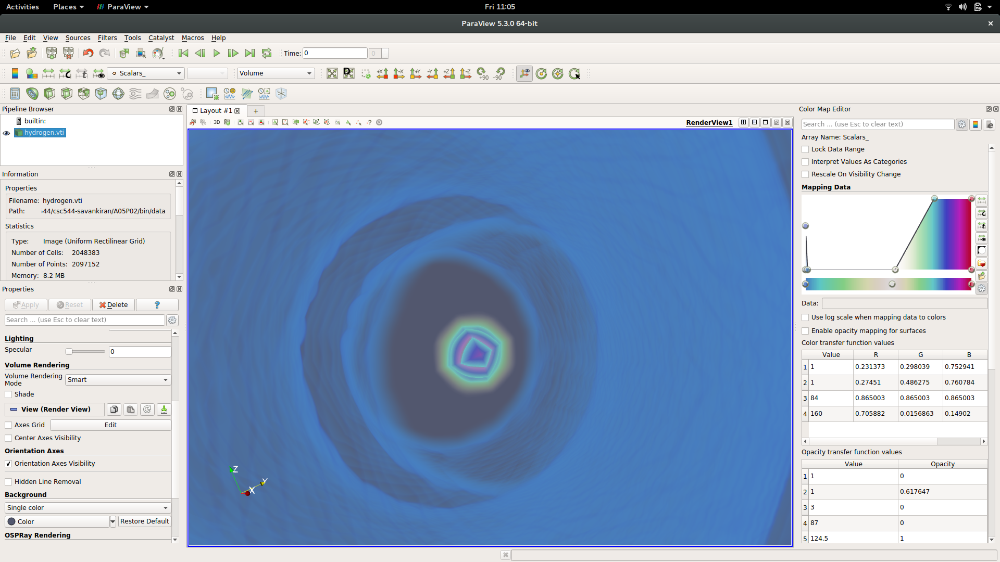 Activities Places ParaView Fri 11:05
ParaView 5.3.0 64-bit
File Edit View Sources Filters Tools Catalyst Macros Help
Time: 0 0
Scalars_ Volume D +X -X +Y -Y +Z -Z +90 -90
Pipeline Browser
builtin:
hydrogen.vti
Information
Properties
Filename: hydrogen.vti
Path: 44/csc544-savankiran/A05P02/bin/data
Statistics
Type: Image (Uniform Rectilinear Grid)
Number of Cells: 2048383
Number of Points: 2097152
Memory: 8.2 MB
Properties
Apply Reset Delete ?
Search ... (use Esc to clear text)
Lighting
Specular 0
Volume Rendering
Volume Rendering
Mode Smart
Shade
View (Render View)
Axes Grid Edit
Center Axes Visibility
Orientation Axes
Orientation Axes Visibility
Hidden Line Removal
Background
Single color
Color Restore Default
OSPRay Rendering
Layout #1 +
3D ? RenderView1
Z
Y
X
Color Map Editor
Search ... (use Esc to clear text)
Array Name: Scalars_
Lock Data Range
Interpret Values As Categories
Rescale On Visibility Change
Mapping Data
Data:
Use log scale when mapping data to colors
Enable opacity mapping for surfaces
Color transfer function values
Value R G B
1 1 0.231373 0.298039 0.752941
2 1 0.27451 0.486275 0.760784
3 84 0.865003 0.865003 0.865003
4 160 0.705882 0.0156863 0.14902
Opacity transfer function values
Value Opacity
1 1 0
2 1 0.617647
3 3 0
4 87 0
5 124.5 1